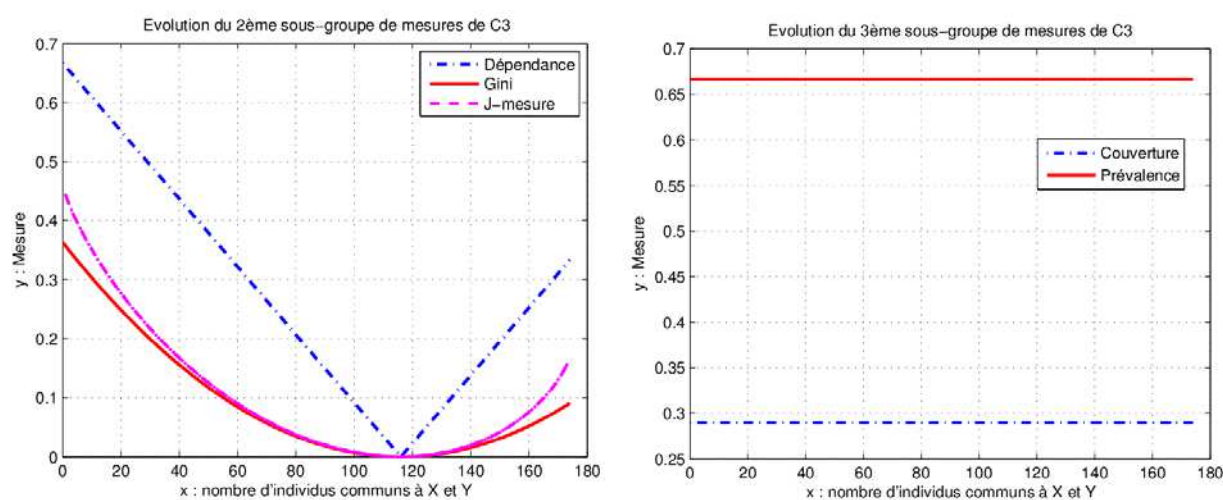 Evolution du 2ème sous-groupe de mesures de C3
0.7
0.6
0.5
0.4
0.3
0.2
0.1
0
y : Mesure
Dépendance
Gini
J-mesure
0 20 40 60 80 100 120 140 160 180
x : nombre d'individus communs à X et Y
Evolution du 3ème sous-groupe de mesures de C3
0.7
0.65
0.6
0.55
0.5
0.45
0.4
0.35
0.3
0.25
y : Mesure
Couverture
Prévalence
0 20 40 60 80 100 120 140 160 180
x : nombre d'individus communs à X et Y